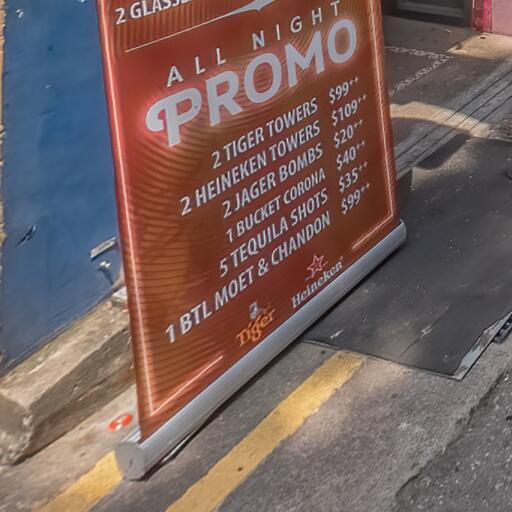 2 GLASSES
ALL NIGHT
PROMO
2 TIGER TOWERS $99++
2 HEINEKEN TOWERS $109++
2 JAGER BOMBS $20++
1 BUCKET CORONA $40++
5 TEQUILA SHOTS $35++
1 BTL MOET & CHANDON $99++
Tiger
Heineken